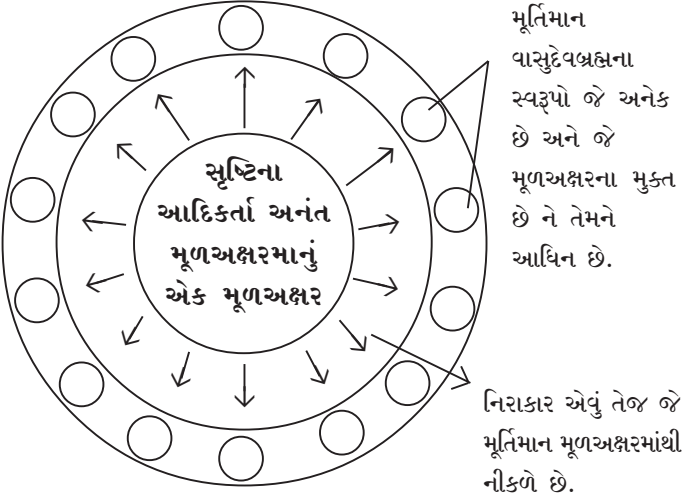 સૃષ્ટિના
આદિકર્તા અનંત
મૂળઅક્ષરમાનું
એક મૂળઅક્ષર
મૂર્તિમાન
વાસુદેવબ્રહ્મના
સ્વરૂપો જે અનેક
છે અને જે
મૂળઅક્ષરના મુક્ત
છે ને તેમને
આધિન છે.
નિરાકાર એવું તેજ જે
મૂર્તિમાન મૂળઅક્ષરમાંથી
નીકળે છે.